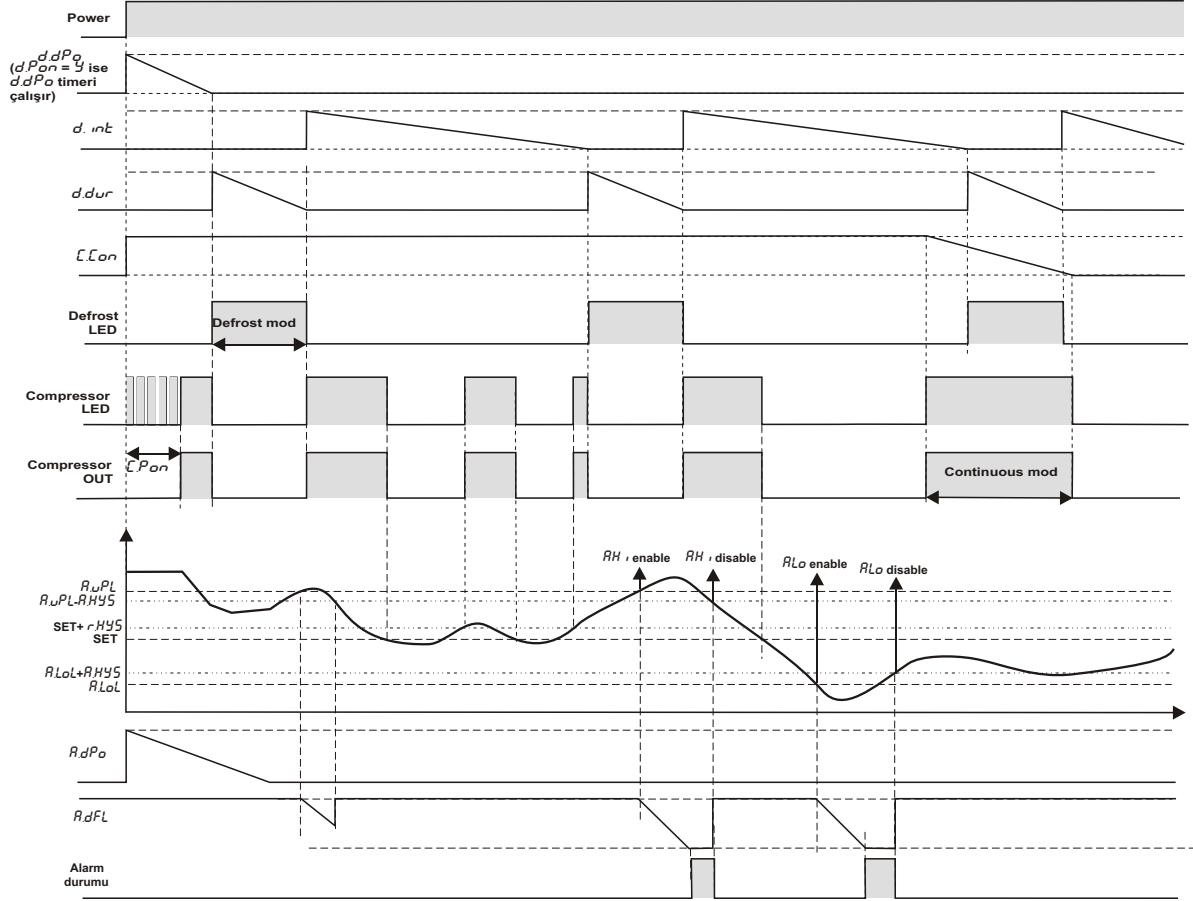 Power
d.dPo
(d.Pon = y ise
d.dPo timeri
çalışır)
d.int
d.dur
C.Con
Defrost
LED
Defrost mod
Compressor
LED
Compressor
OUT
C.Pon
Continuous mod
AHi enable
AHi disable
ALo enable
ALo disable
A.uPL
A.uPL-A.HYS
SET+ r.HYS
SET
A.LoL+A.HYS
A.LoL
A.dPo
A.dFL
Alarm
durumu